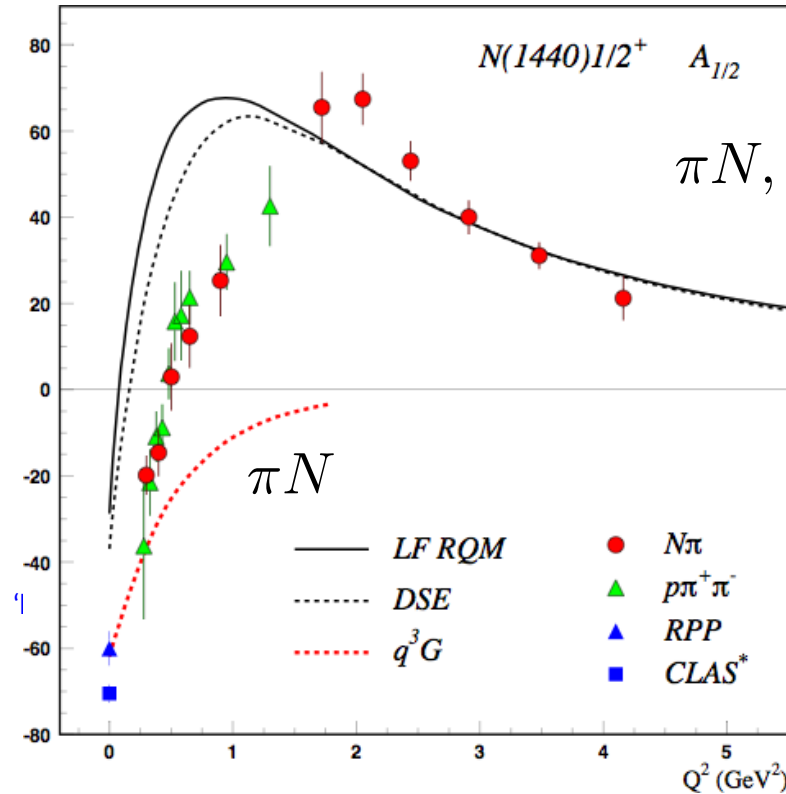 80
60
40
20
0
-20
-40
-60
-80
N(1440)1/2⁺ A₁/₂
πN,
πN
LF RQM
DSE
q³G
Nπ
pπ⁺π⁻
RPP
CLAS*
0 1 2 3 4 5
Q² (GeV²)